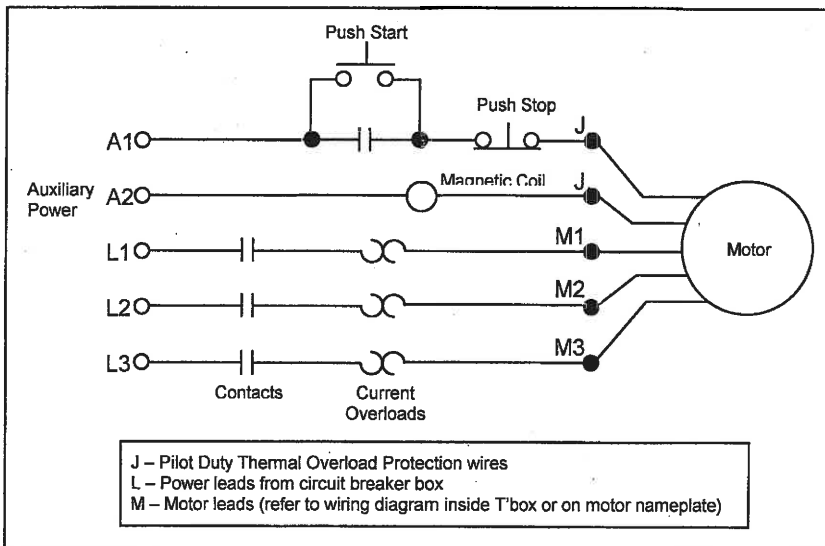 Push Start
Push Stop
A1
J
Auxiliary
Power
A2
Magnetic Coil
J
L1
M1
Motor
L2
M2
L3
M3
Contacts
Current
Overloads
J – Pilot Duty Thermal Overload Protection wires
L – Power leads from circuit breaker box
M – Motor leads (refer to wiring diagram inside T'box or on motor nameplate)